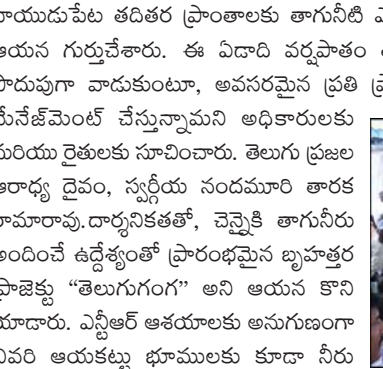 నాయుడుపేట తదితర ప్రాంతాలకు తాగునీటి
ఆయన గుర్తుచేశారు. ఈ ఏడాది వర్షపాతం
పొదుపుగా వాడుకుంటూ, అవసరమైన ప్రతి
మేనేజ్‌మెంట్ చేస్తున్నామని అధికారులకు
మరియు రైతులకు సూచించారు. తెలుగు ప్రజల
ఆరాధ్య దైవం, స్వర్గీయ నందమూరి తారక
రామారావు.దార్శనికతతో, చెన్నైకి తాగునీరు
అందించే ఉద్దేశ్యంతో ప్రారంభమైన బృహత్తర
ప్రాజెక్టు “తెలుగుగంగ” అని ఆయన కొని
యాడారు. ఎన్టీఆర్ ఆశయాలకు అనుగుణంగా
చివరి ఆయకట్టు భూములకు కూడా నీరు